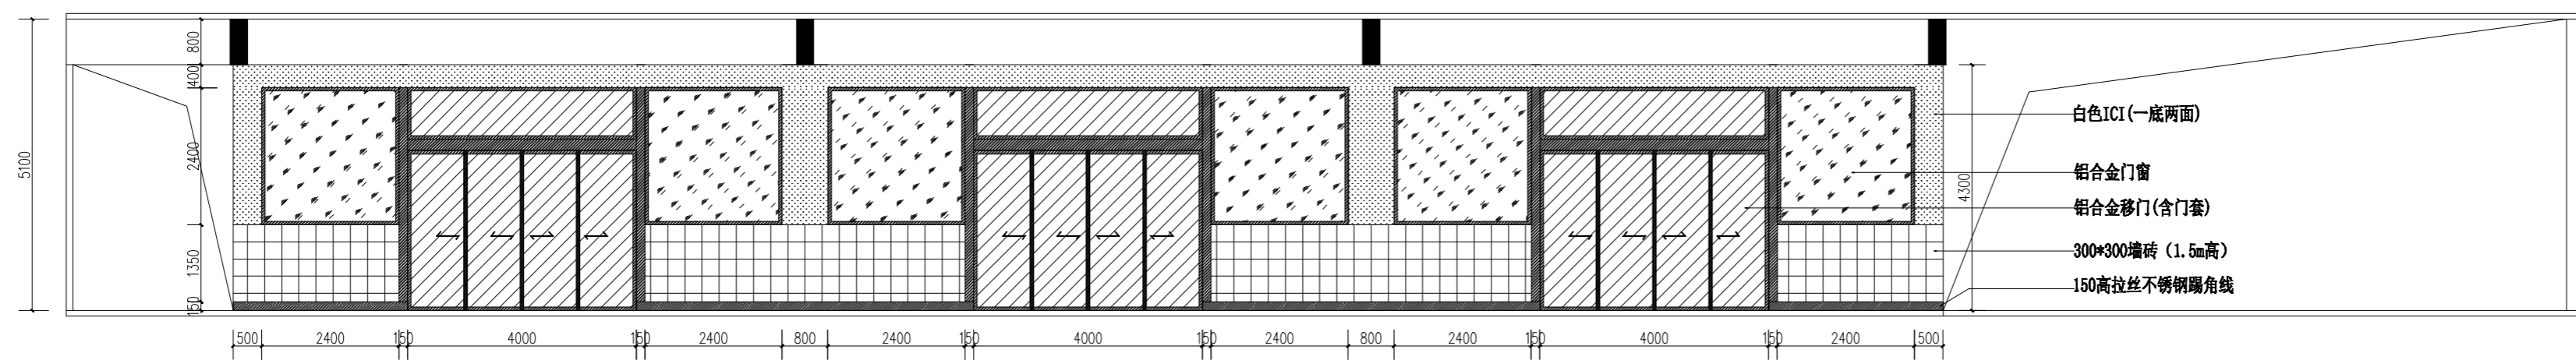 5100
800
400
2400
1350
150
4300
白色ICI(一底两面)
铝合金门窗
铝合金移门(含门套)
300*300墙砖（1.5m高）
150高拉丝不锈钢踢角线
500 2400 150 4000 150 2400 800 2400 150 4000 150 2400 800 2400 150 4000 150 2400 500